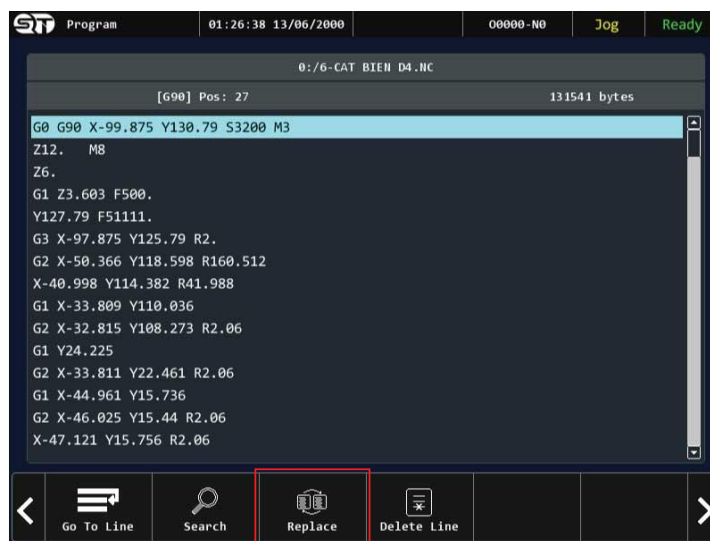 ST Program 01:26:38 13/06/2000 O0000-N0 Jog Ready
0:/6-CAT BIEN D4.NC
[G90] Pos: 27 131541 bytes
G0 G90 X-99.875 Y130.79 S3200 M3
Z12. M8
Z6.
G1 Z3.603 F500.
Y127.79 F51111.
G3 X-97.875 Y125.79 R2.
G2 X-50.366 Y118.598 R160.512
X-40.998 Y114.382 R41.988
G1 X-33.809 Y110.036
G2 X-32.815 Y108.273 R2.06
G1 Y24.225
G2 X-33.811 Y22.461 R2.06
G1 X-44.961 Y15.736
G2 X-46.025 Y15.44 R2.06
X-47.121 Y15.756 R2.06
Go To Line Search Replace Delete Line